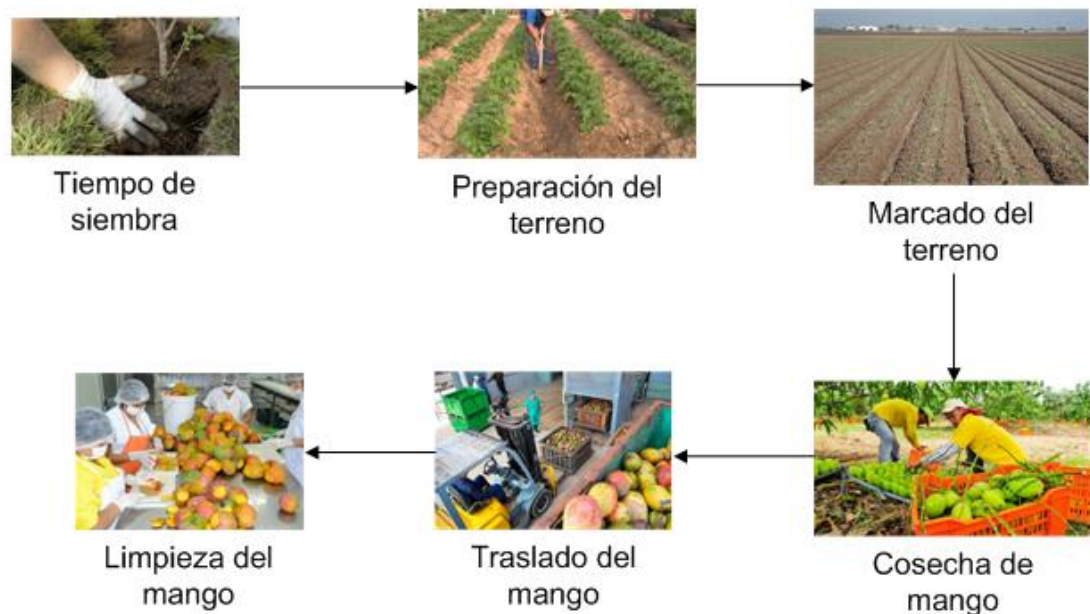 Tiempo de
siembra
Preparación del
terreno
Marcado del
terreno
Limpieza del
mango
Traslado del
mango
Cosecha de
mango